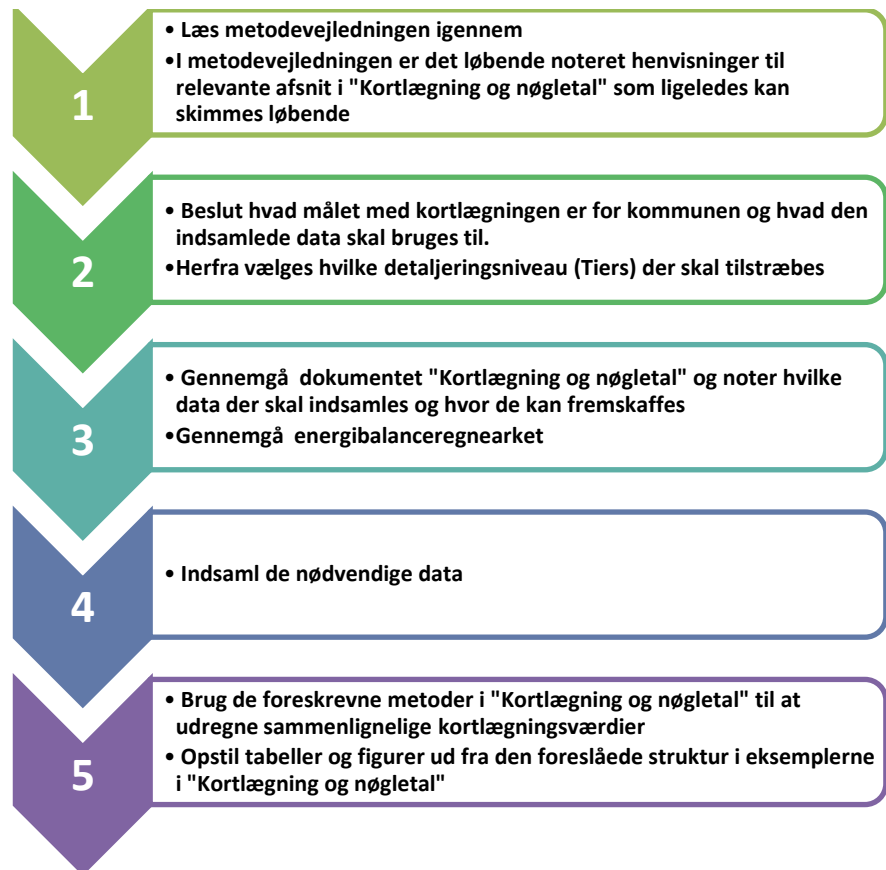 1
• Læs metodevejledningen igennem
•I metodevejledningen er det løbende noteret henvisninger til
relevante afsnit i "Kortlægning og nøgletal" som ligeledes kan
skimmes løbende
2
• Beslut hvad målet med kortlægningen er for kommunen og hvad den
indsamlede data skal bruges til.
•Herfra vælges hvilke detaljeringsniveau (Tiers) der skal tilstræbes
3
• Gennemgå dokumentet "Kortlægning og nøgletal" og noter hvilke
data der skal indsamles og hvor de kan fremskaffes
•Gennemgå energibalanceregnearket
4
• Indsaml de nødvendige data
5
• Brug de foreskrevne metoder i "Kortlægning og nøgletal" til at
udregne sammenlignelige kortlægningsværdier
• Opstil tabeller og figurer ud fra den foreslåede struktur i eksemplerne
i "Kortlægning og nøgletal"